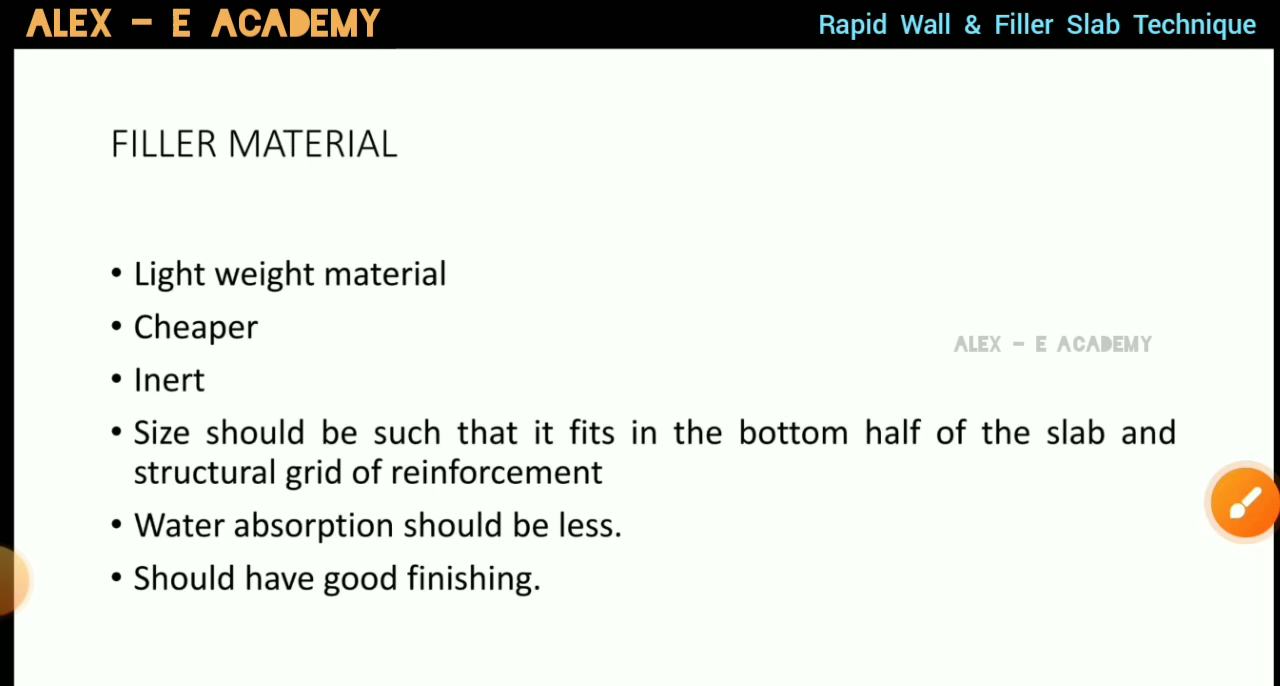 ALEX - E ACADEMY
Rapid Wall & Filler Slab Technique
FILLER MATERIAL
• Light weight material
• Cheaper
• Inert
ALEX - E ACADEMY
• Size should be such that it fits in the bottom half of the slab and
structural grid of reinforcement
• Water absorption should be less.
• Should have good finishing.